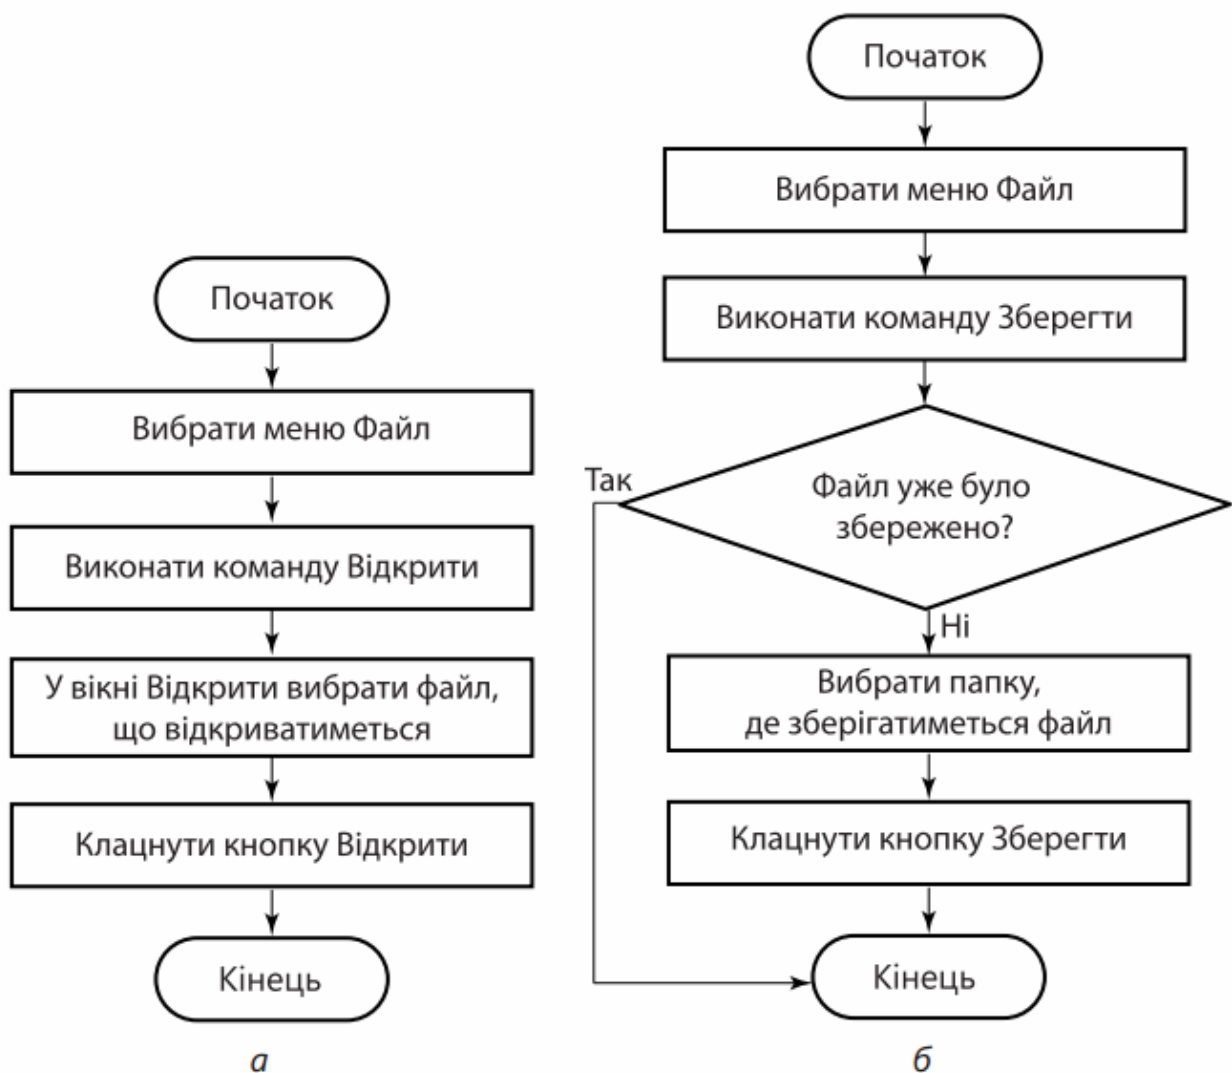 Початок
Вибрати меню Файл
Виконати команду Відкрити
У вікні Відкрити вибрати файл,
що відкриватиметься
Клацнути кнопку Відкрити
Кінець
а
Початок
Вибрати меню Файл
Виконати команду Зберегти
Файл уже було
збережено?
Так
Ні
Вибрати папку,
де зберігатиметься файл
Клацнути кнопку Зберегти
Кінець
б